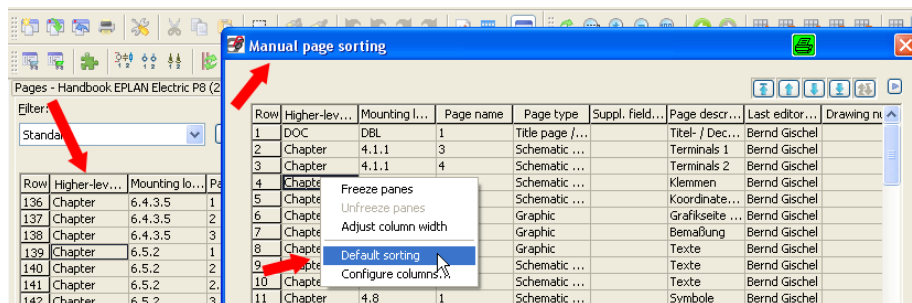 Manual page sorting
Pages - Handbook EPLAN Electric P8 (2
Filter:
Row Higher-lev... Mounting lo... Pa
136 Chapter 6.4.3.5 1
137 Chapter 6.4.3.5 2
138 Chapter 6.4.3.5 3
139 Chapter 6.5.2 1
140 Chapter 6.5.2 2
141 Chapter 6.5.2 2.
142 Chapter 6.5.2 3
Row Higher-lev... Mounting l... Page name Page type Suppl. field... Page descr... Last editor... Drawing nu
1 DOC DBL 1 Title page /... Titel- / Dec... Bernd Gischel
2 Chapter 4.1.1 3 Schematic ... Terminals 1 Bernd Gischel
3 Chapter 4.1.1 4 Schematic ... Terminals 2 Bernd Gischel
4 Schematic ... Klemmen Bernd Gischel
5 Schematic ... Koordinate... Bernd Gischel
6 Graphic Grafikseite ... Bernd Gischel
7 Graphic Bemaßung Bernd Gischel
8 Graphic Texte Bernd Gischel
9 Schematic ... Texte Bernd Gischel
10 Schematic ... Texte Bernd Gischel
11 Chapter 4.8 1 Schematic ... Symbole Bernd Gischel
Freeze panes
Unfreeze panes
Adjust column width
Default sorting
Configure columns...